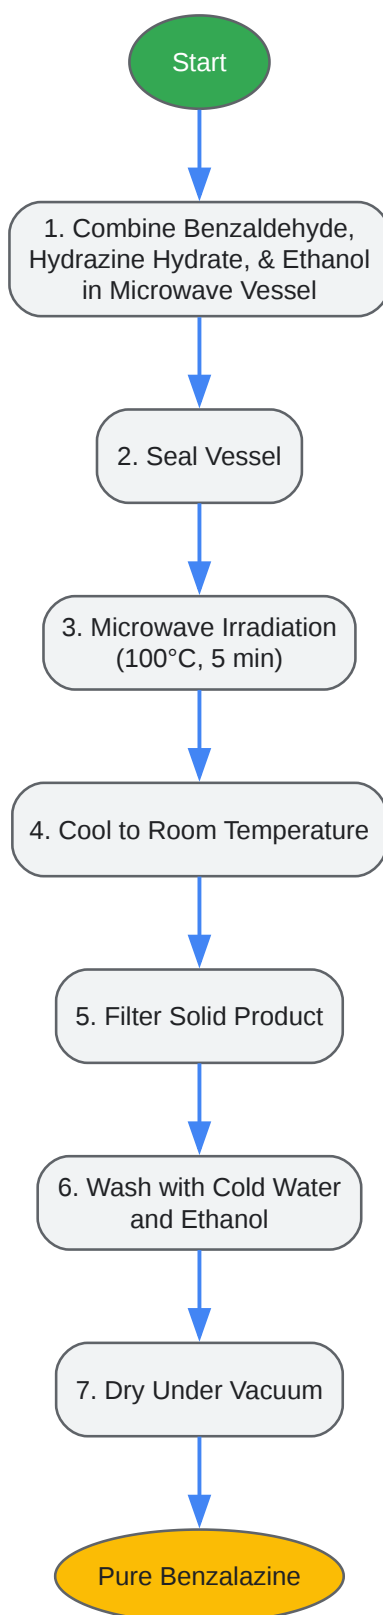 Start
1. Combine Benzaldehyde,
Hydrazine Hydrate, & Ethanol
in Microwave Vessel
2. Seal Vessel
3. Microwave Irradiation
(100°C, 5 min)
4. Cool to Room Temperature
5. Filter Solid Product
6. Wash with Cold Water
and Ethanol
7. Dry Under Vacuum
Pure Benzalazine